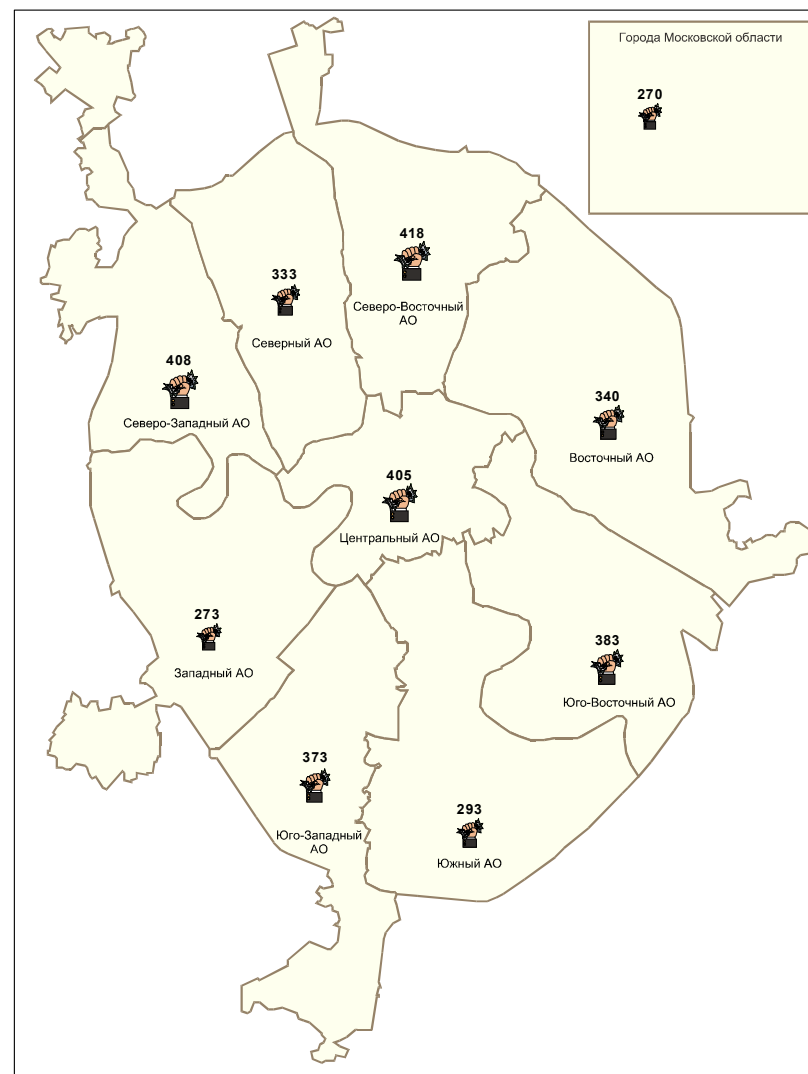 Города Московской области
270
418
Северо-Восточный
АО
333
Северный АО
408
Северо-Западный АО
340
Восточный АО
405
Центральный АО
273
Западный АО
383
Юго-Восточный АО
373
Юго-Западный
АО
293
Южный АО